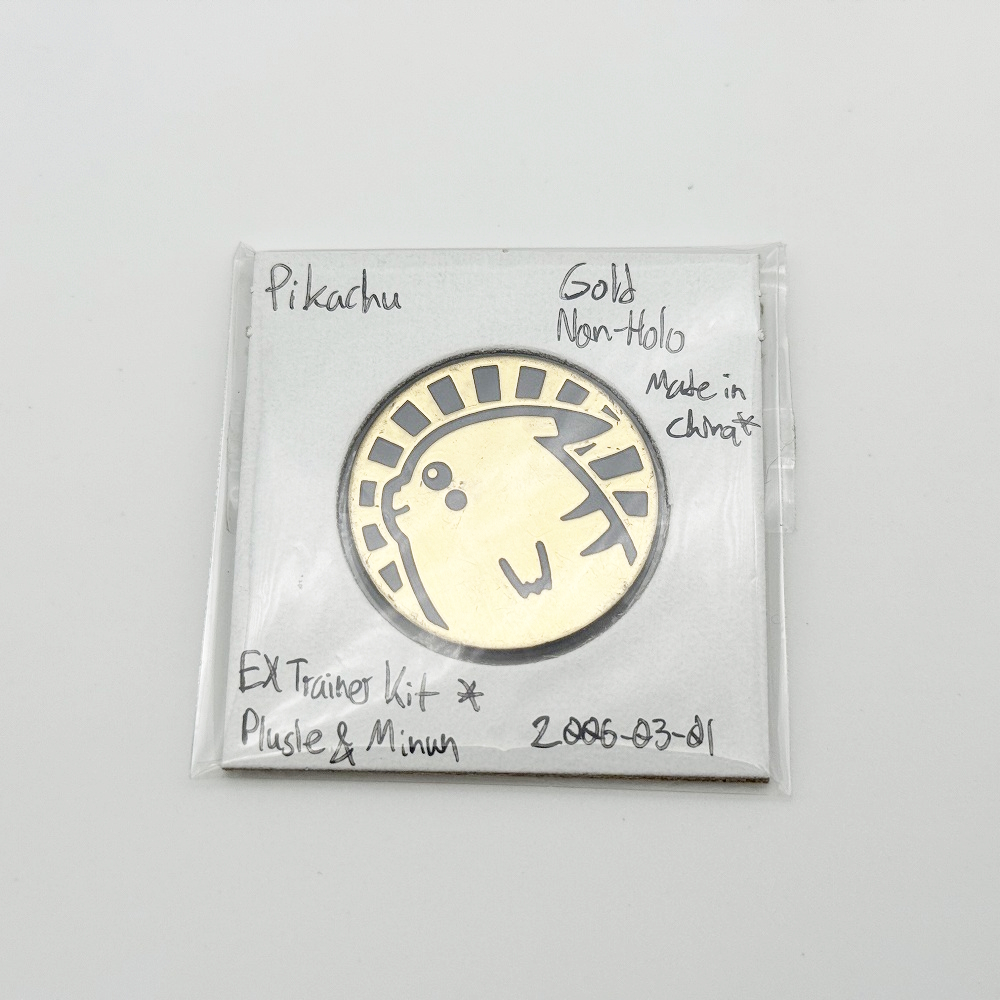 Pikachu
Gold
Non-Holo
Made in
China*
EX Trainer Kit *
Plusle & Minun
2006-03-01